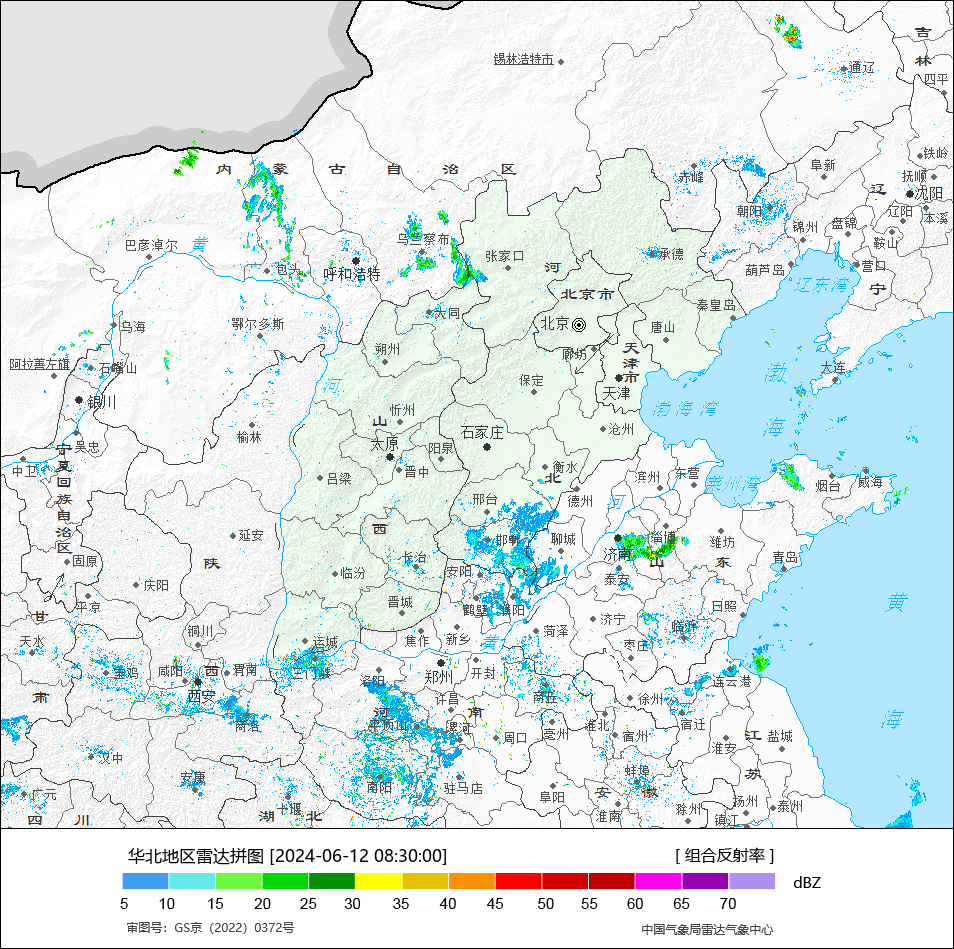 吉
林
锡林浩特市
通辽
四平
铁岭
内 蒙 古 自 治 区
阜新
赤峰
抚顺
辽
沈阳
朝阳
辽阳
本溪
锦州
盘锦
鞍山
巴彦淖尔
黄
乌兰察布
包头
呼和浩特
张家口
河
承德
葫芦岛
营口
宁
辽东湾
北京市
北京
秦皇岛
大同
唐山
乌海
鄂尔多斯
朔州
廊坊
天
津
市
阿拉善左旗
石嘴山
河
保定
渤
大连
银川
天津
忻州
山
渤海湾
海
榆林
石家庄
沧州
吴忠
太原
阳泉
宁
夏
回
族
自
治
区
中卫
晋中
衡水
北
滨州
东营
莱州湾
烟台
威海
吕梁
邢台
德州
河
西
延安
邯郸
聊城
济南
淄博
潍坊
青岛
固原
陕
长治
安阳
山
东
临汾
泰安
庆阳
平凉
甘
晋城
鹤壁
濮阳
日照
黄
铜川
运城
焦作
新乡
黄
菏泽
济宁
临沂
枣庄
天水
宝鸡
咸阳
西
渭南
三门峡
洛阳
郑州
开封
连云港
肃
西安
许昌
商丘
徐州
商洛
河
南
平顶山
漯河
周口
亳州
淮北
宿州
宿迁
江
淮安
盐城
海
汉中
安康
南阳
驻马店
阜阳
蚌埠
苏
广元
十堰
安
徽
淮南
滁州
扬州
泰州
镇江
四 川
湖 北
华北地区雷达拼图 [2024-06-12 08:30:00]
[ 组合反射率 ]
dBZ
5 10 15 20 25 30 35 40 45 50 55 60 65 70
审图号：GS京（2022）0372号
中国气象局雷达气象中心